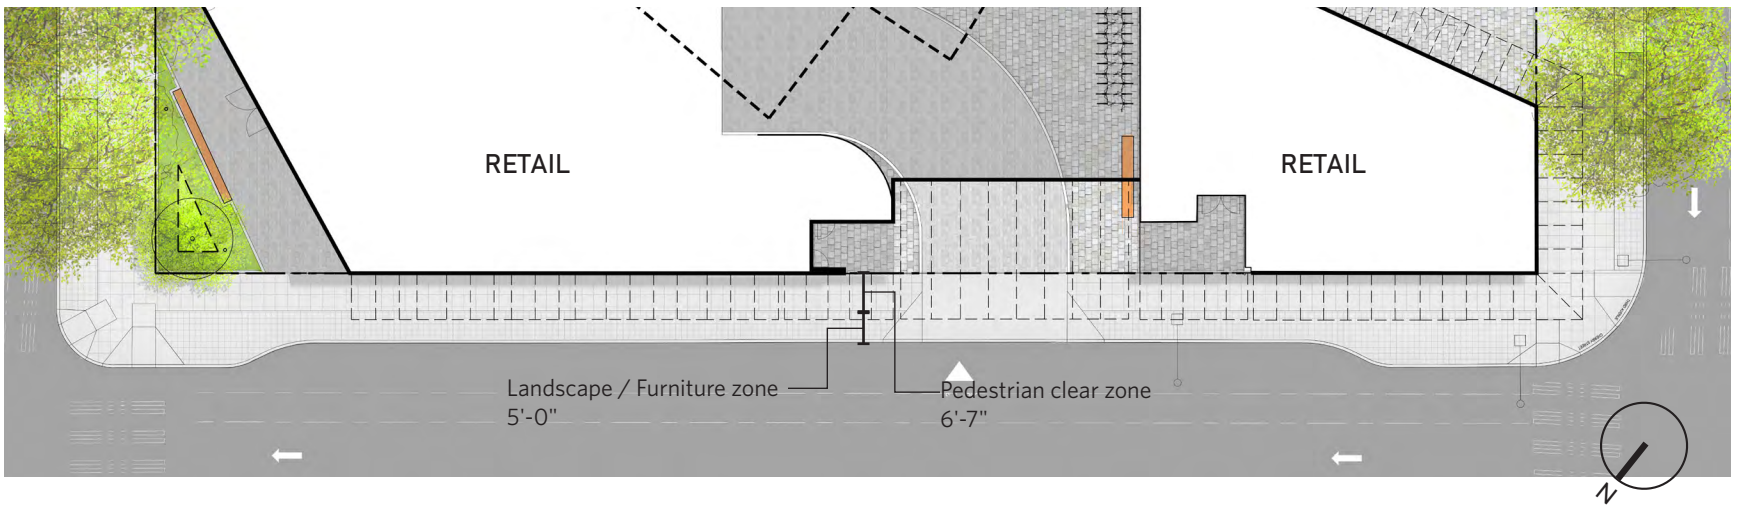 RETAIL
RETAIL
Landscape / Furniture zone
5'-0"
Pedestrian clear zone
6'-7"
N